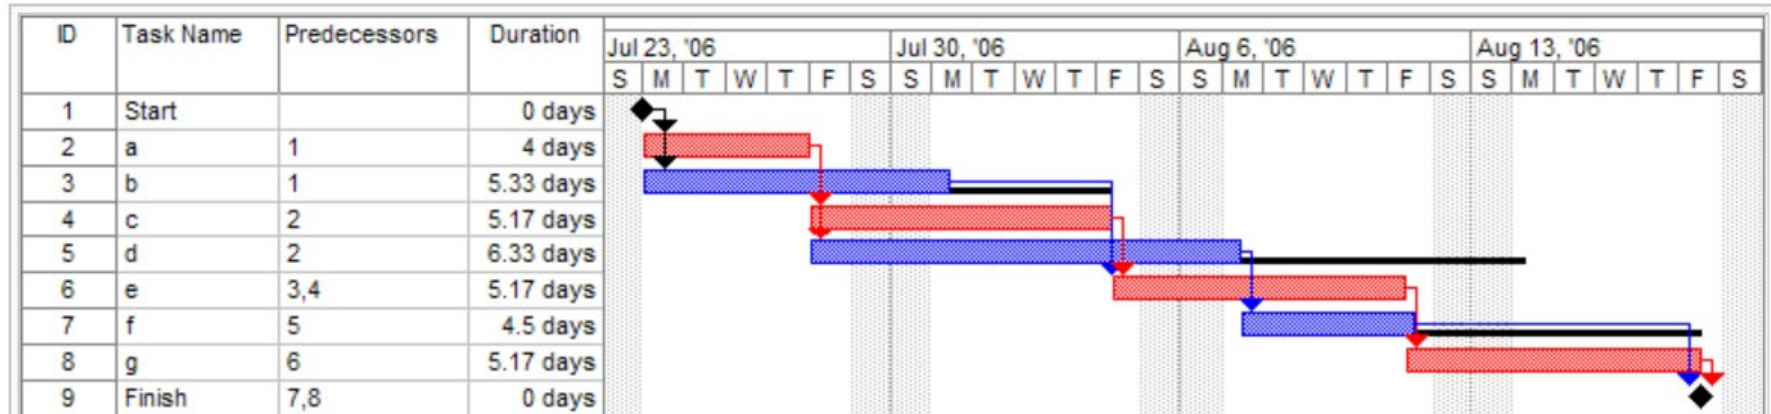 ID Task Name Predecessors Duration
Jul 23, '06 Jul 30, '06 Aug 6, '06 Aug 13, '06
S M T W T F S S M T W T F S S M T W T F S S M T W T F S
1 Start 0 days
2 a 1 4 days
3 b 1 5.33 days
4 c 2 5.17 days
5 d 2 6.33 days
6 e 3,4 5.17 days
7 f 5 4.5 days
8 g 6 5.17 days
9 Finish 7,8 0 days